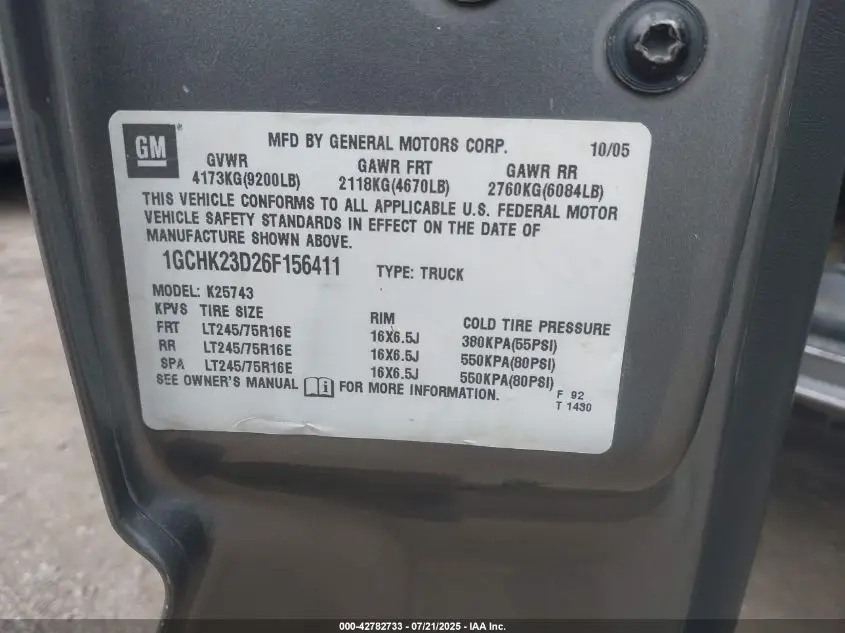 GM
MFD BY GENERAL MOTORS CORP. 10/05
GVWR GAWR FRT GAWR RR
4173KG(9200LB) 2118KG(4670LB) 2760KG(6084LB)
THIS VEHICLE CONFORMS TO ALL APPLICABLE U.S. FEDERAL MOTOR
VEHICLE SAFETY STANDARDS IN EFFECT ON THE DATE OF
MANUFACTURE SHOWN ABOVE.
1GCHK23D26F156411 TYPE: TRUCK
MODEL: K25743
KPVS TIRE SIZE RIM COLD TIRE PRESSURE
FRT LT245/75R16E 16X6.5J 380KPA(55PSI)
RR LT245/75R16E 16X6.5J 550KPA(80PSI)
SPA LT245/75R16E 16X6.5J 550KPA(80PSI)
SEE OWNER'S MANUAL i FOR MORE INFORMATION.
F 92
T 1430
000-42782733 - 07/21/2025 - IAA Inc.